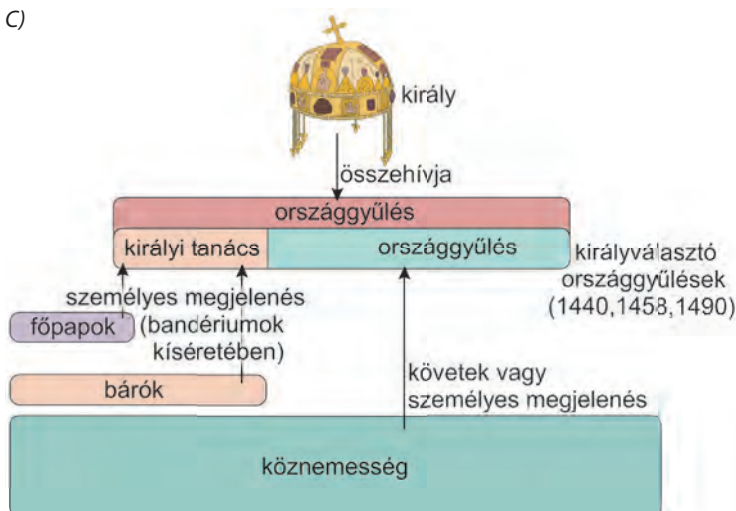 C)
király
összehívja
országgyűlés
királyi tanács
országgyűlés
királyválasztó
országgyűlések
(1440,1458,1490)
személyes megjelenés
(bandériumok
kíséretében)
főpapok
bárók
követek vagy
személyes megjelenés
köznemesség